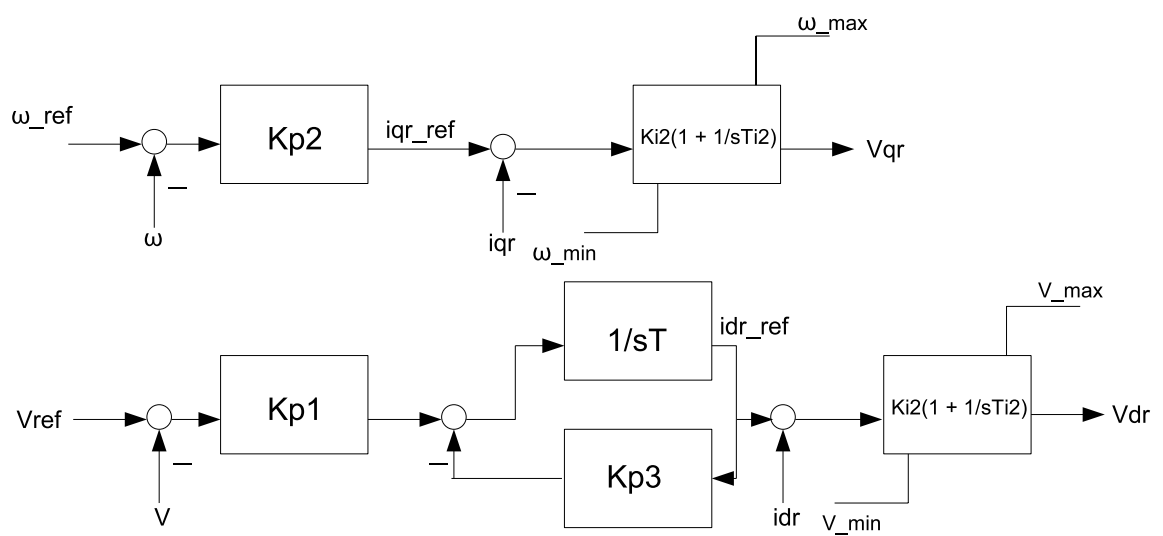 ω_max
ω_ref
Kp2
iqr_ref
Ki2(1 + 1/sTi2)
Vqr
−
−
ω
iqr
ω_min
V_max
1/sT
idr_ref
Vref
Kp1
Ki2(1 + 1/sTi2)
Vdr
−
−
Kp3
V
idr
V_min